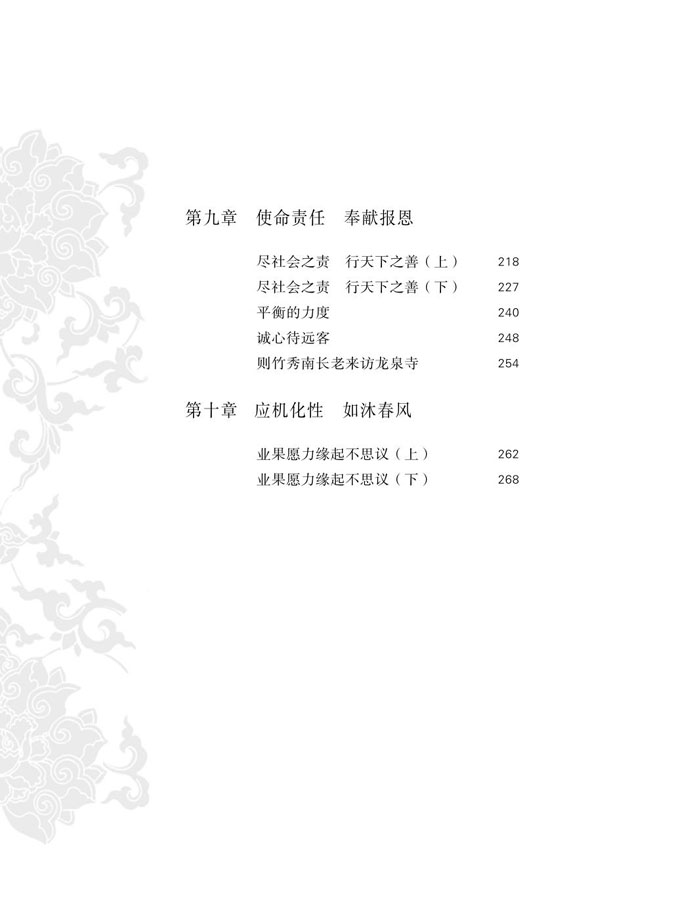 第九章　使命责任　奉献报恩
尽社会之责　行天下之善（上）　218
尽社会之责　行天下之善（下）　227
平衡的力度　240
诚心待远客　248
则竹秀南长老来访龙泉寺　254
第十章　应机化性　如沐春风
业果愿力缘起不思议（上）　262
业果愿力缘起不思议（下）　268